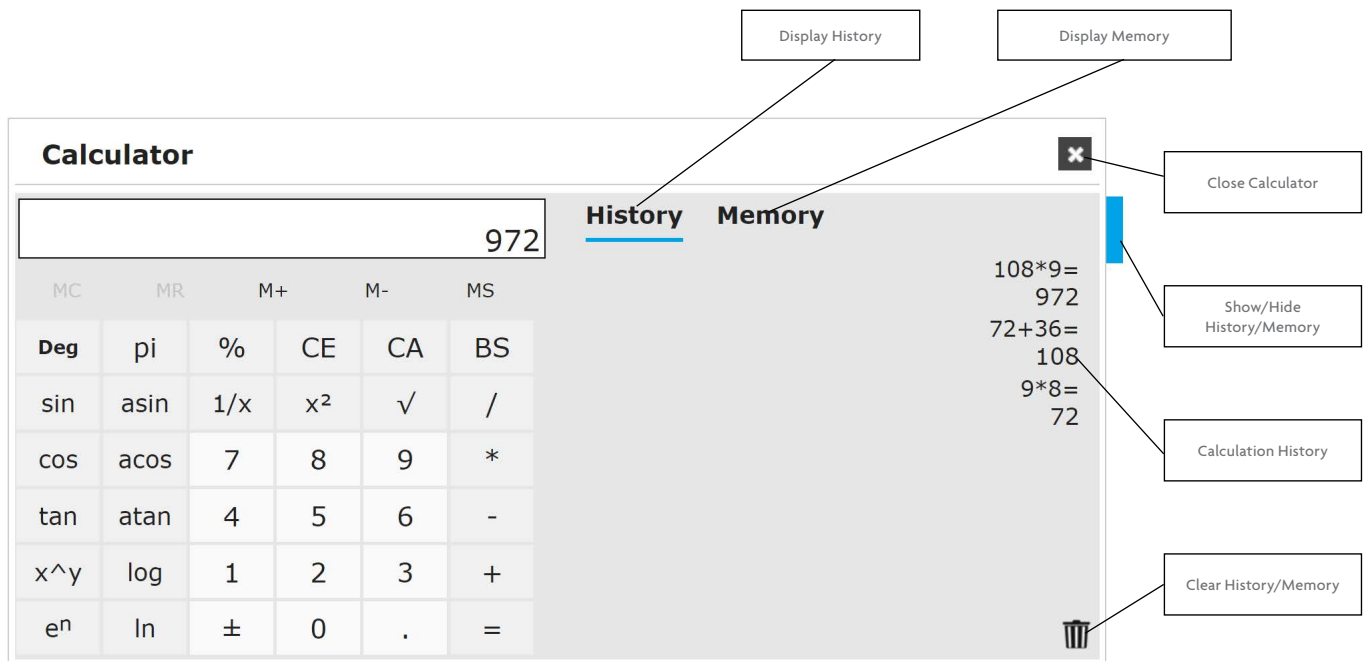 Display History
Display Memory
Calculator
Close Calculator
972
History Memory
108*9=
972
72+36=
108
9*8=
72
Show/Hide
History/Memory
Calculation History
Clear History/Memory
MC MR M+ M- MS
Deg pi % CE CA BS
sin asin 1/x x² √ /
cos acos 7 8 9 *
tan atan 4 5 6 -
x^y log 1 2 3 +
eⁿ ln ± 0 . =